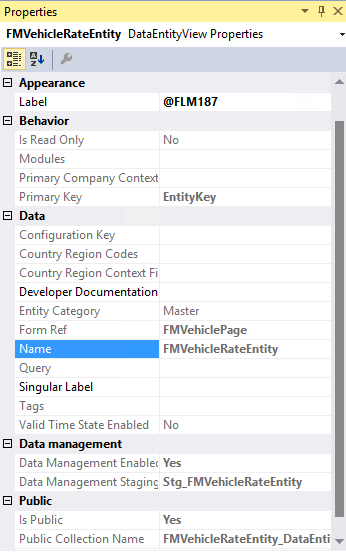 Properties
FMVehicleRateEntity DataEntityView Properties
Appearance
Label @FLM187
Behavior
Is Read Only No
Modules
Primary Company Context
Primary Key EntityKey
Data
Configuration Key
Country Region Codes
Country Region Context Fi
Developer Documentation
Entity Category Master
Form Ref FMVehiclePage
Name FMVehicleRateEntity
Query
Singular Label
Tags
Valid Time State Enabled No
Data management
Data Management Enabled Yes
Data Management Staging Stg_FMVehicleRateEntity
Public
Is Public Yes
Public Collection Name FMVehicleRateEntity_DataEnti